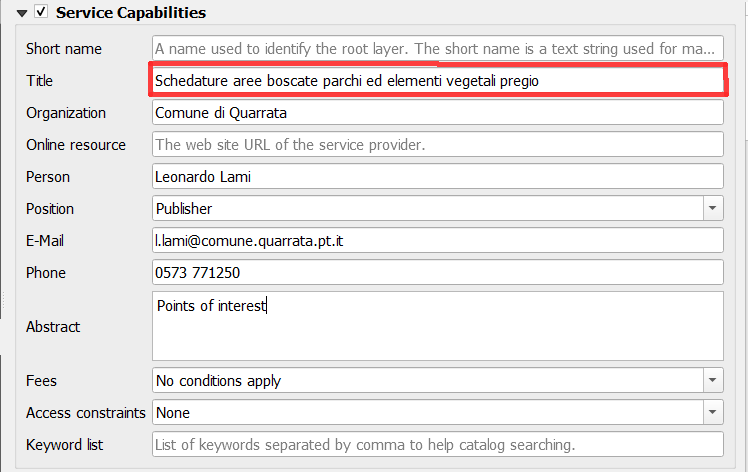 Service Capabilities
Short name A name used to identify the root layer. The short name is a text string used for ma...
Title Schedature aree boscate parchi ed elementi vegetali pregio
Organization Comune di Quarrata
Online resource The web site URL of the service provider.
Person Leonardo Lami
Position Publisher
E-Mail l.lami@comune.quarrata.pt.it
Phone 0573 771250
Abstract Points of interest
Fees No conditions apply
Access constraints None
Keyword list List of keywords separated by comma to help catalog searching.